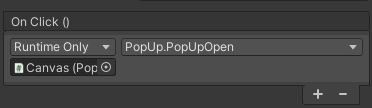 On Click ()
Runtime Only PopUp.PopUpOpen
Canvas (Pop